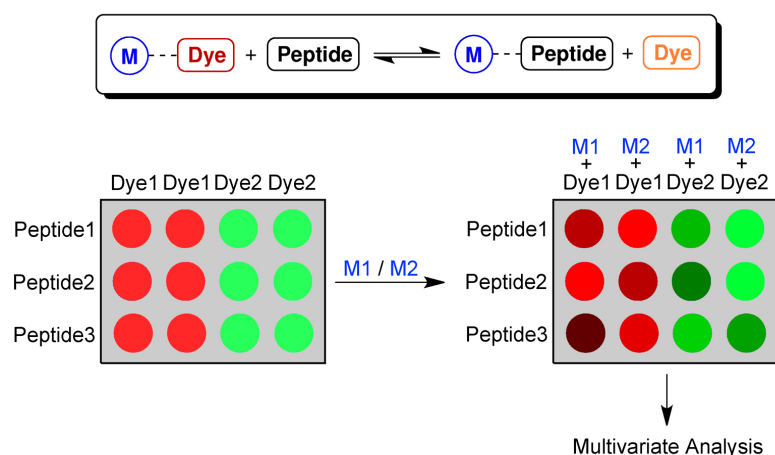 M Dye + Peptide M Peptide + Dye
M1 M2 M1 M2
+ + + +
Dye1 Dye1 Dye2 Dye2 Dye1 Dye1 Dye2 Dye2
Peptide1 Peptide1
Peptide2 M1 / M2 Peptide2
Peptide3 Peptide3
Multivariate Analysis